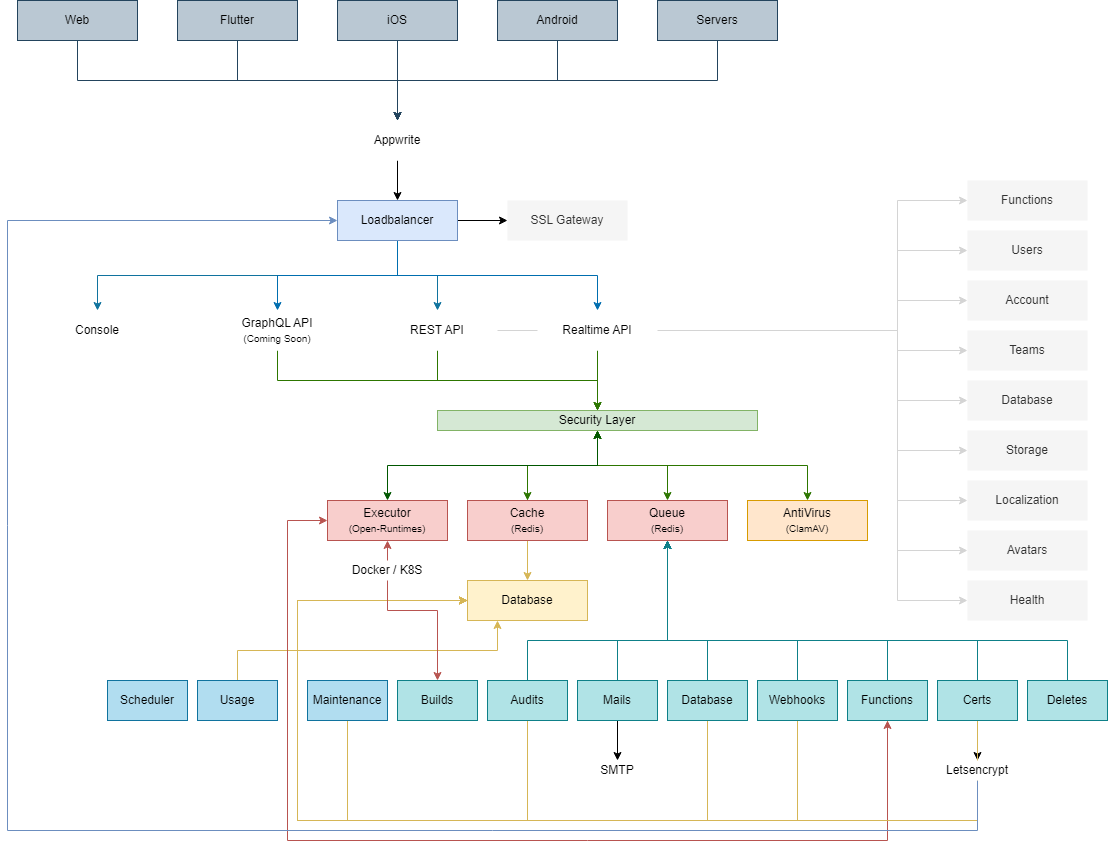 Web
Flutter
iOS
Android
Servers
Appwrite
Loadbalancer
SSL Gateway
Console
GraphQL API
(Coming Soon)
REST API
Realtime API
Functions
Users
Account
Teams
Database
Storage
Localization
Avatars
Health
Security Layer
Executor
(Open-Runtimes)
Cache
(Redis)
Queue
(Redis)
AntiVirus
(ClamAV)
Docker / K8S
Database
Scheduler
Usage
Maintenance
Builds
Audits
Mails
Database
Webhooks
Functions
Certs
Deletes
SMTP
Letsencrypt